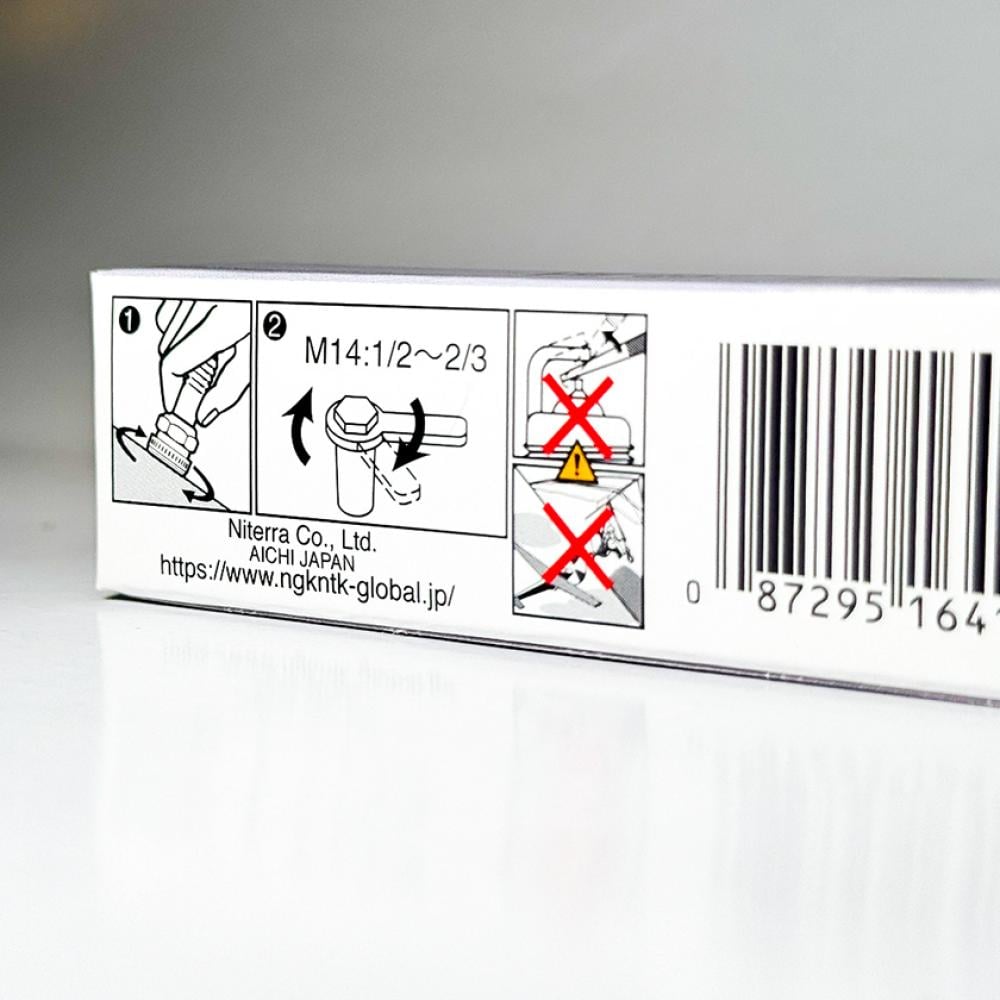 1
2
M14:1/2～2/3
Niterra Co., Ltd.
AICHI JAPAN
https://www.ngkntk-global.jp/
0 87295 164